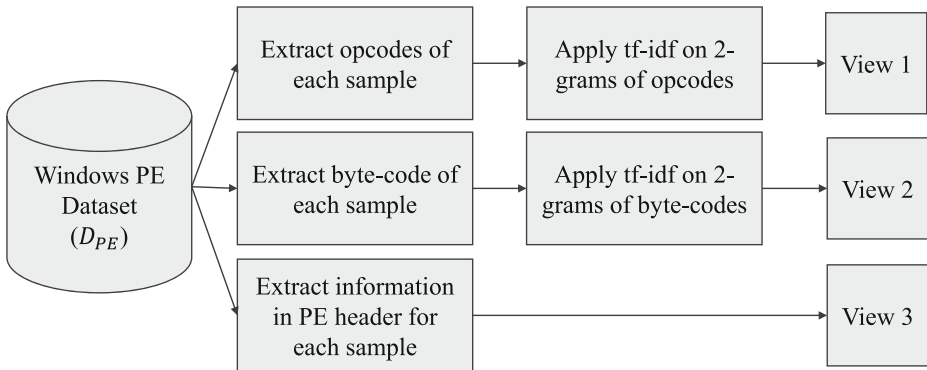 Windows PE
Dataset
(D_PE)
Extract opcodes of
each sample
Apply tf-idf on 2-
grams of opcodes
View 1
Extract byte-code of
each sample
Apply tf-idf on 2-
grams of byte-codes
View 2
Extract information
in PE header for
each sample
View 3